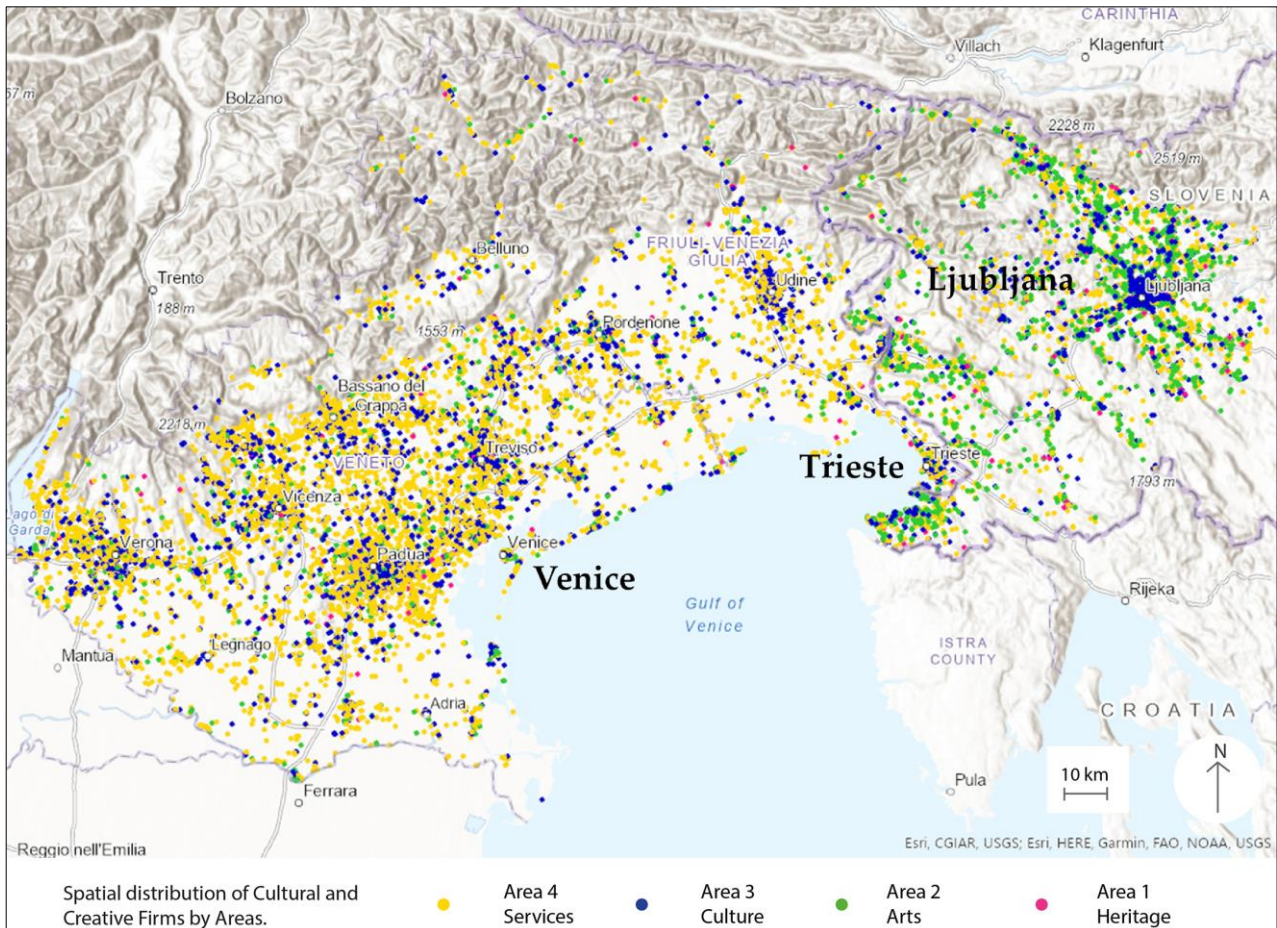 CARINTHIA
Villach
Klagenfurt
57 m
Bolzano
2228 m
2519 m
SLOVENIA
FRIULI-VENEZIA
GIULIA
Belluno
Trento
188 m
Udine
Ljubljana
Ljubljana
1553 m
Pordenone
Bassano del
Grappa
2218 m
Treviso
VENETO
Trieste
Trieste
1793 m
Vicenza
Lago di
Garda
Verona
Padua
Venice
Venice
Gulf of
Venice
Rijeka
Legnago
Mantua
ISTRA
COUNTY
Adria
CROATIA
N
10 km
Pula
Ferrara
Reggio nell'Emilia
Esri, CGIAR, USGS; Esri, HERE, Garmin, FAO, NOAA, USGS
Spatial distribution of Cultural and
Creative Firms by Areas.
Area 4
Services
Area 3
Culture
Area 2
Arts
Area 1
Heritage